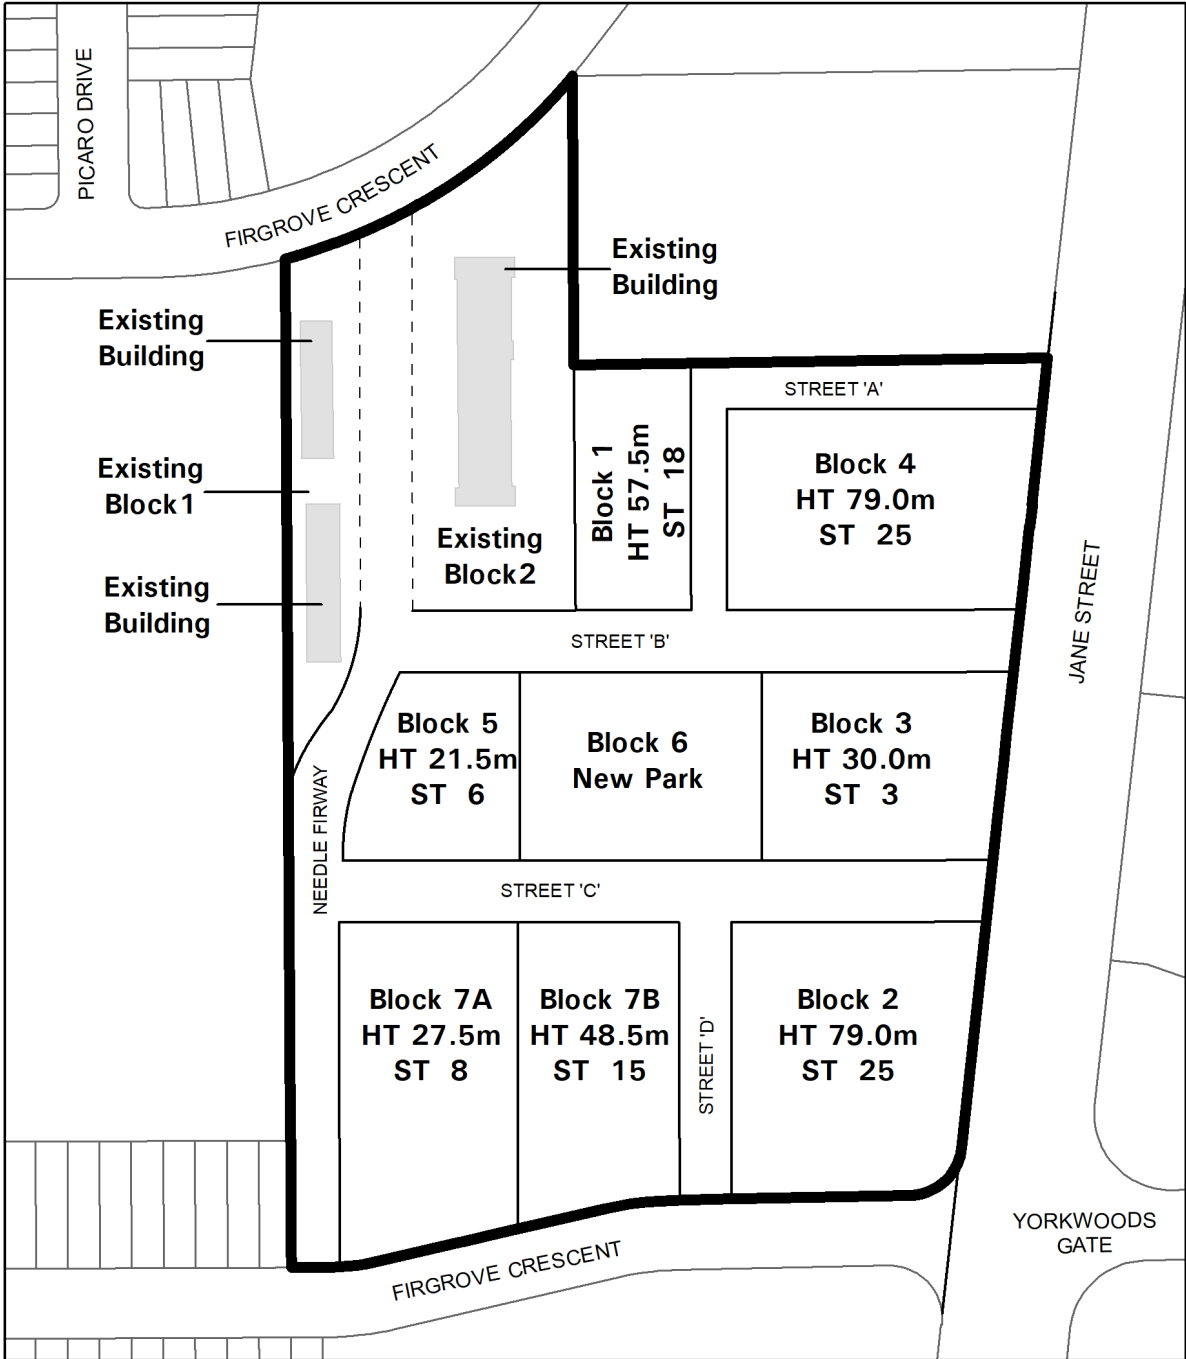 PICARO DRIVE
FIRGROVE CRESCENT
Existing
Building
Existing
Building
STREET 'A'
Block 1
HT 57.5m
ST 18
Block 4
HT 79.0m
ST 25
Existing
Block1
Existing
Block2
Existing
Building
JANE STREET
STREET 'B'
Block 5
HT 21.5m
ST 6
Block 6
New Park
Block 3
HT 30.0m
ST 3
NEEDLE FIRWAY
STREET 'C'
Block 7A
HT 27.5m
ST 8
Block 7B
HT 48.5m
ST 15
STREET 'D'
Block 2
HT 79.0m
ST 25
YORKWOODS
GATE
FIRGROVE CRESCENT